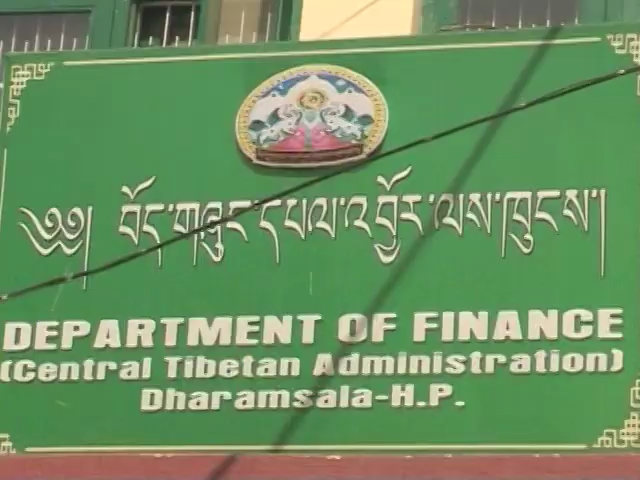 ༄༅། །བོད་གཞུང་དཔལ་འབྱོར་ལས་ཁུངས།
DEPARTMENT OF FINANCE
(Central Tibetan Administration)
Dharamsala-H.P.